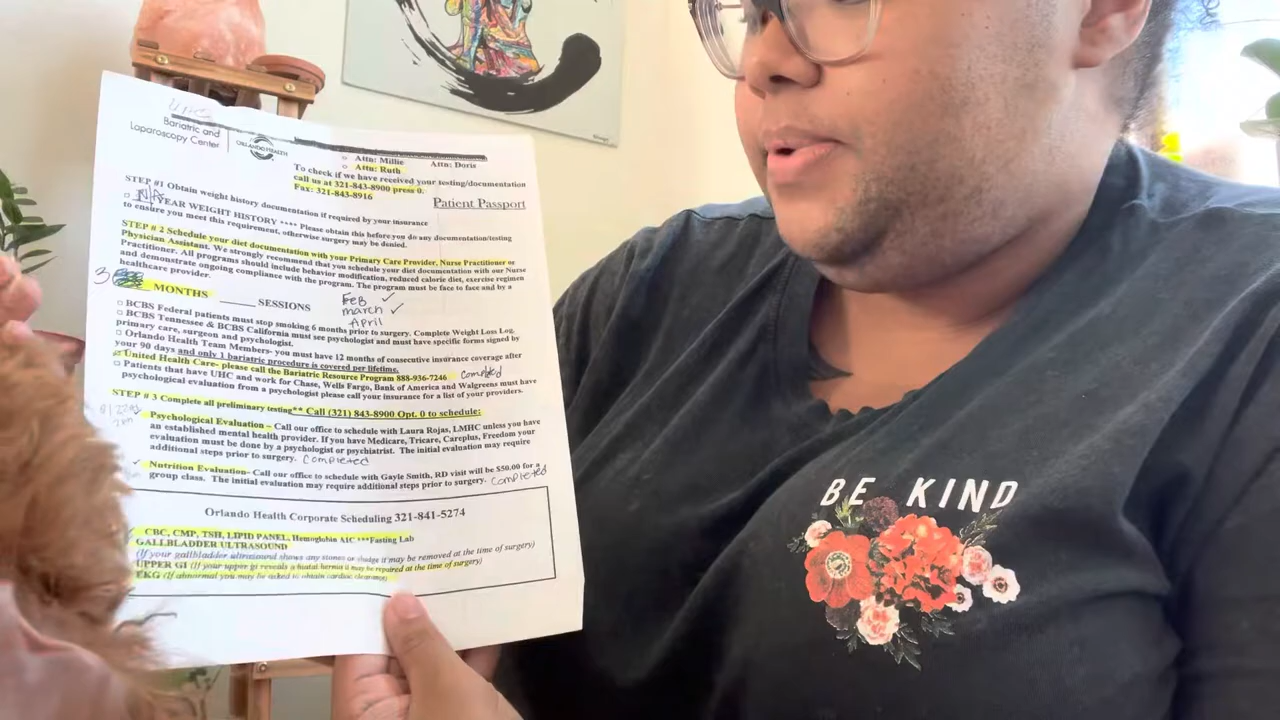 UHC
Bariatric and
Laparoscopy Center
ORLANDO HEALTH
Attn: Millie Attn: Doris
Attn: Ruth
To check if we have received your testing/documentation
call us at 321-843-8900 press 0.
Fax: 321-843-8916
Patient Passport
STEP #1 Obtain weight history documentation if required by your insurance
N/A YEAR WEIGHT HISTORY **** Please obtain this before you do any documentation/testing
to ensure you meet this requirement, otherwise surgery may be denied.
STEP # 2 Schedule your diet documentation with your Primary Care Provider, Nurse Practitioner or
Physician Assistant. We strongly recommend that you schedule your diet documentation with our Nurse
Practitioner. All programs should include behavior modification, reduced calorie diet, exercise regimen
and demonstrate ongoing compliance with the program. The program must be face to face and by a
healthcare provider.
3 MONTHS ______ SESSIONS
Feb ✓
march ✓
April
BCBS Federal patients must stop smoking 6 months prior to surgery. Complete Weight Loss Log.
BCBS Tennessee & BCBS California must see psychologist and must have specific forms signed by
primary care, surgeon and psychologist.
Orlando Health Team Members- you must have 12 months of consecutive insurance coverage after
your 90 days and only 1 bariatric procedure is covered per lifetime.
United Health Care- please call the Bariatric Resource Program 888-936-7246 completed
Patients that have UHC and work for Chase, Wells Fargo, Bank of America and Walgreens must have
psychological evaluation from a psychologist please call your insurance for a list of your providers.
STEP # 3 Complete all preliminary testing** Call (321) 843-8900 Opt. 0 to schedule:
Psychological Evaluation – Call our office to schedule with Laura Rojas, LMHC unless you have
an established mental health provider. If you have Medicare, Tricare, Careplus, Freedom your
evaluation must be done by a psychologist or psychiatrist. The initial evaluation may require
additional steps prior to surgery. Completed
✓ Nutrition Evaluation- Call our office to schedule with Gayle Smith, RD visit will be $50.00 for a
group class. The initial evaluation may require additional steps prior to surgery. Completed
Orlando Health Corporate Scheduling 321-841-5274
CBC, CMP, TSH, LIPID PANEL, Hemoglobin A1C ***Fasting Lab
GALLBLADDER ULTRASOUND
(If your gallbladder ultrasound shows any stones or sludge it may be removed at the time of surgery)
UPPER GI (If your upper gi reveals a hiatal hernia it may be repaired at the time of surgery)
EKG (If abnormal you may be asked to obtain cardiac clearance)
BE KIND